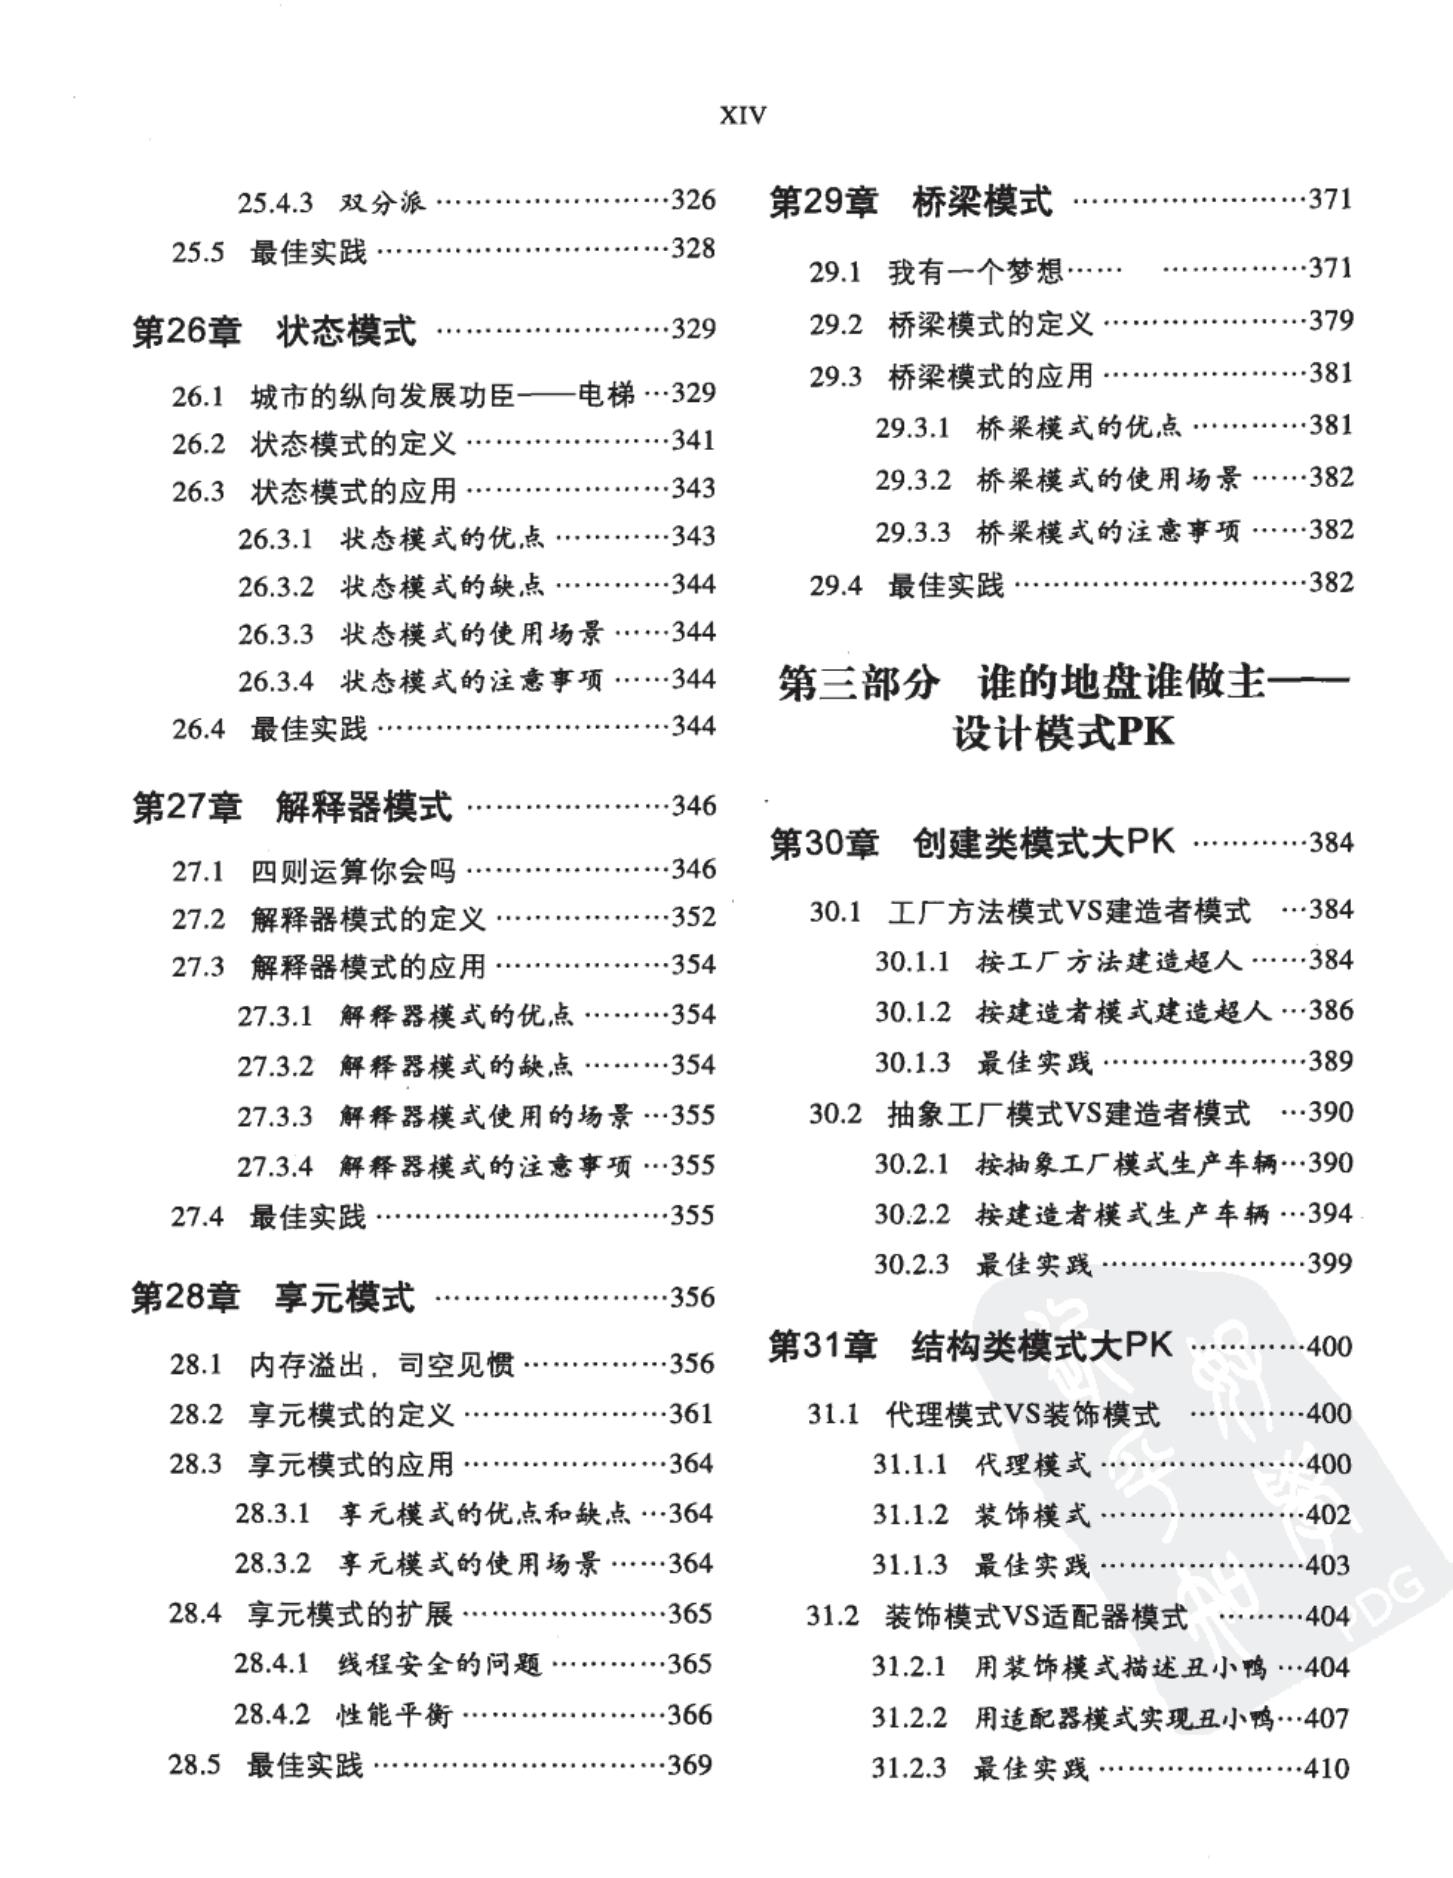 XIV
25.4.3 双分派 ……………………326
25.5 最佳实践 …………………………328
第26章 状态模式 ……………………329
26.1 城市的纵向发展功臣——电梯 …329
26.2 状态模式的定义 …………………341
26.3 状态模式的应用 …………………343
26.3.1 状态模式的优点 …………343
26.3.2 状态模式的缺点 …………344
26.3.3 状态模式的使用场景 ……344
26.3.4 状态模式的注意事项 ……344
26.4 最佳实践 …………………………344
第27章 解释器模式 …………………346
27.1 四则运算你会吗 …………………346
27.2 解释器模式的定义 ………………352
27.3 解释器模式的应用 ………………354
27.3.1 解释器模式的优点 ………354
27.3.2 解释器模式的缺点 ………354
27.3.3 解释器模式使用的场景 …355
27.3.4 解释器模式的注意事项 …355
27.4 最佳实践 …………………………355
第28章 享元模式 ……………………356
28.1 内存溢出，司空见惯 ……………356
28.2 享元模式的定义 …………………361
28.3 享元模式的应用 …………………364
28.3.1 享元模式的优点和缺点 …364
28.3.2 享元模式的使用场景 ……364
28.4 享元模式的扩展 …………………365
28.4.1 线程安全的问题 …………365
28.4.2 性能平衡 …………………366
28.5 最佳实践 …………………………369
第29章 桥梁模式 ……………………371
29.1 我有一个梦想…… ……………371
29.2 桥梁模式的定义 …………………379
29.3 桥梁模式的应用 …………………381
29.3.1 桥梁模式的优点 …………381
29.3.2 桥梁模式的使用场景 ……382
29.3.3 桥梁模式的注意事项 ……382
29.4 最佳实践 …………………………382
第三部分 谁的地盘谁做主——
设计模式PK
第30章 创建类模式大PK …………384
30.1 工厂方法模式VS建造者模式 …384
30.1.1 按工厂方法建造超人 ……384
30.1.2 按建造者模式建造超人 …386
30.1.3 最佳实践 …………………389
30.2 抽象工厂模式VS建造者模式 …390
30.2.1 按抽象工厂模式生产车辆…390
30.2.2 按建造者模式生产车辆 …394
30.2.3 最佳实践 …………………399
第31章 结构类模式大PK …………400
31.1 代理模式VS装饰模式 …………400
31.1.1 代理模式 …………………400
31.1.2 装饰模式 …………………402
31.1.3 最佳实践 …………………403
31.2 装饰模式VS适配器模式 ………404
31.2.1 用装饰模式描述丑小鸭 …404
31.2.2 用适配器模式实现丑小鸭…407
31.2.3 最佳实践 …………………410
PDG